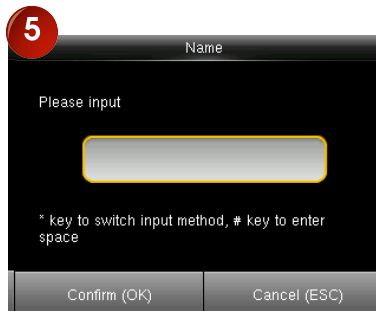 5
Name
Please input
* key to switch input method, # key to enter
space
Confirm (OK)
Cancel (ESC)